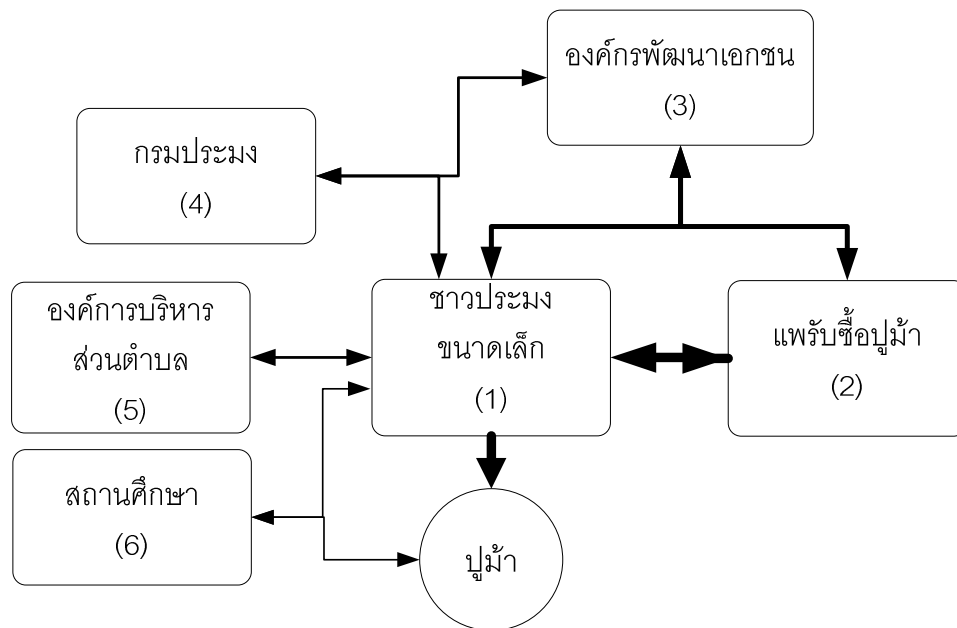 องค์กรพัฒนาเอกชน
(3)
กรมประมง
(4)
ชาวประมง
ขนาดเล็ก
(1)
แพรับซื้อปูม้า
(2)
องค์การบริหาร
ส่วนตำบล
(5)
สถานศึกษา
(6)
ปูม้า